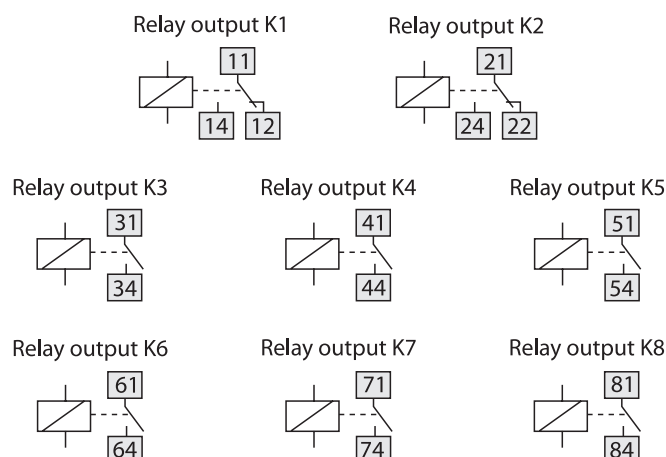 Relay output K1
Relay output K2
11
21
14
12
24
22
Relay output K3
Relay output K4
Relay output K5
31
41
51
34
44
54
Relay output K6
Relay output K7
Relay output K8
61
71
81
64
74
84